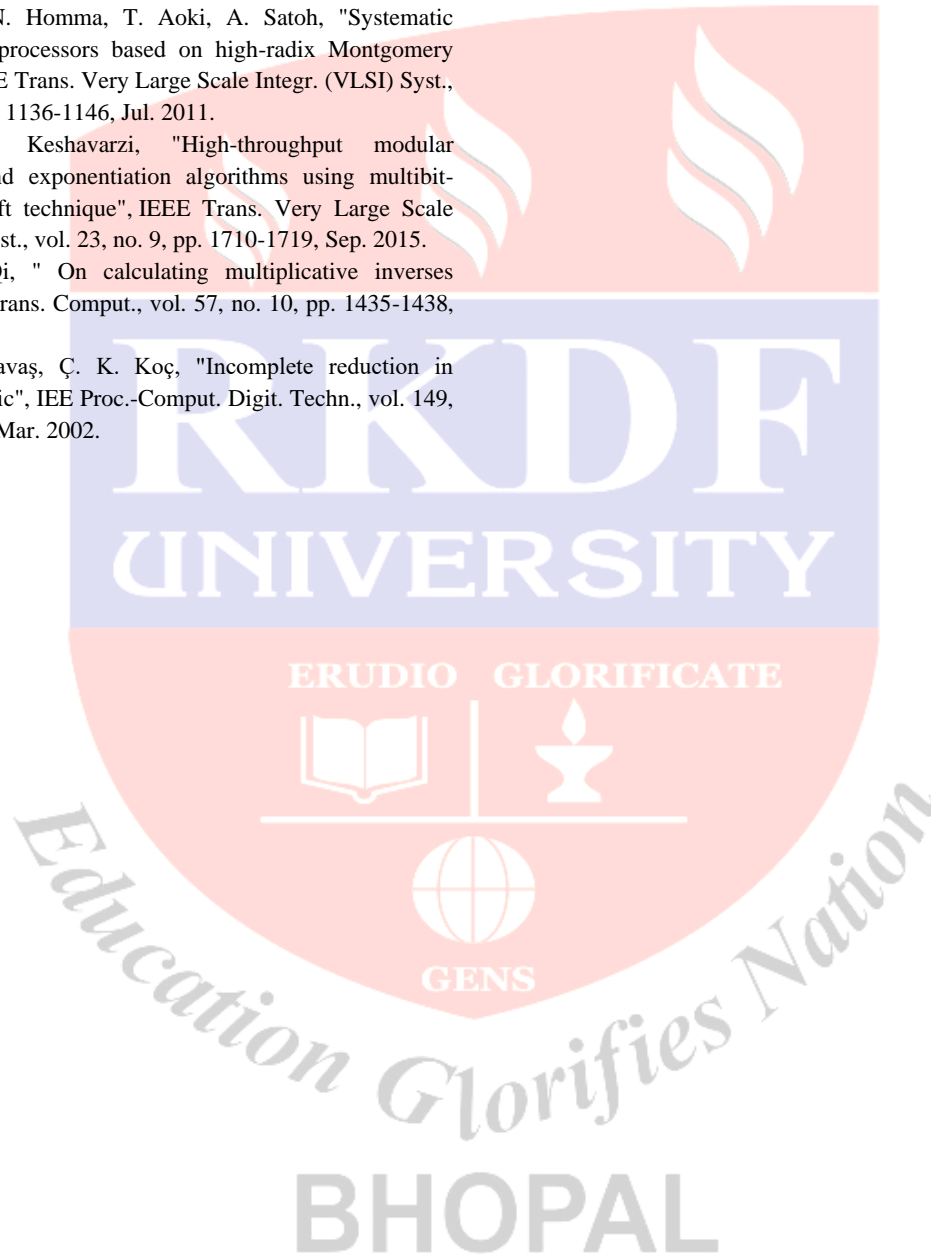 N. Homma, T. Aoki, A. Satoh, "Systematic
processors based on high-radix Montgomery
E Trans. Very Large Scale Integr. (VLSI) Syst.,
1136-1146, Jul. 2011.
Keshavarzi, "High-throughput modular
nd exponentiation algorithms using multibit-
ft technique", IEEE Trans. Very Large Scale
st., vol. 23, no. 9, pp. 1710-1719, Sep. 2015.
Qi, " On calculating multiplicative inverses
rans. Comput., vol. 57, no. 10, pp. 1435-1438,
avaş, Ç. K. Koç, "Incomplete reduction in
ic", IEE Proc.-Comput. Digit. Techn., vol. 149,
Mar. 2002.
RKDF
UNIVERSITY
ERUDIO GLORIFICATE
GENS
Education Glorifies Nation
BHOPAL